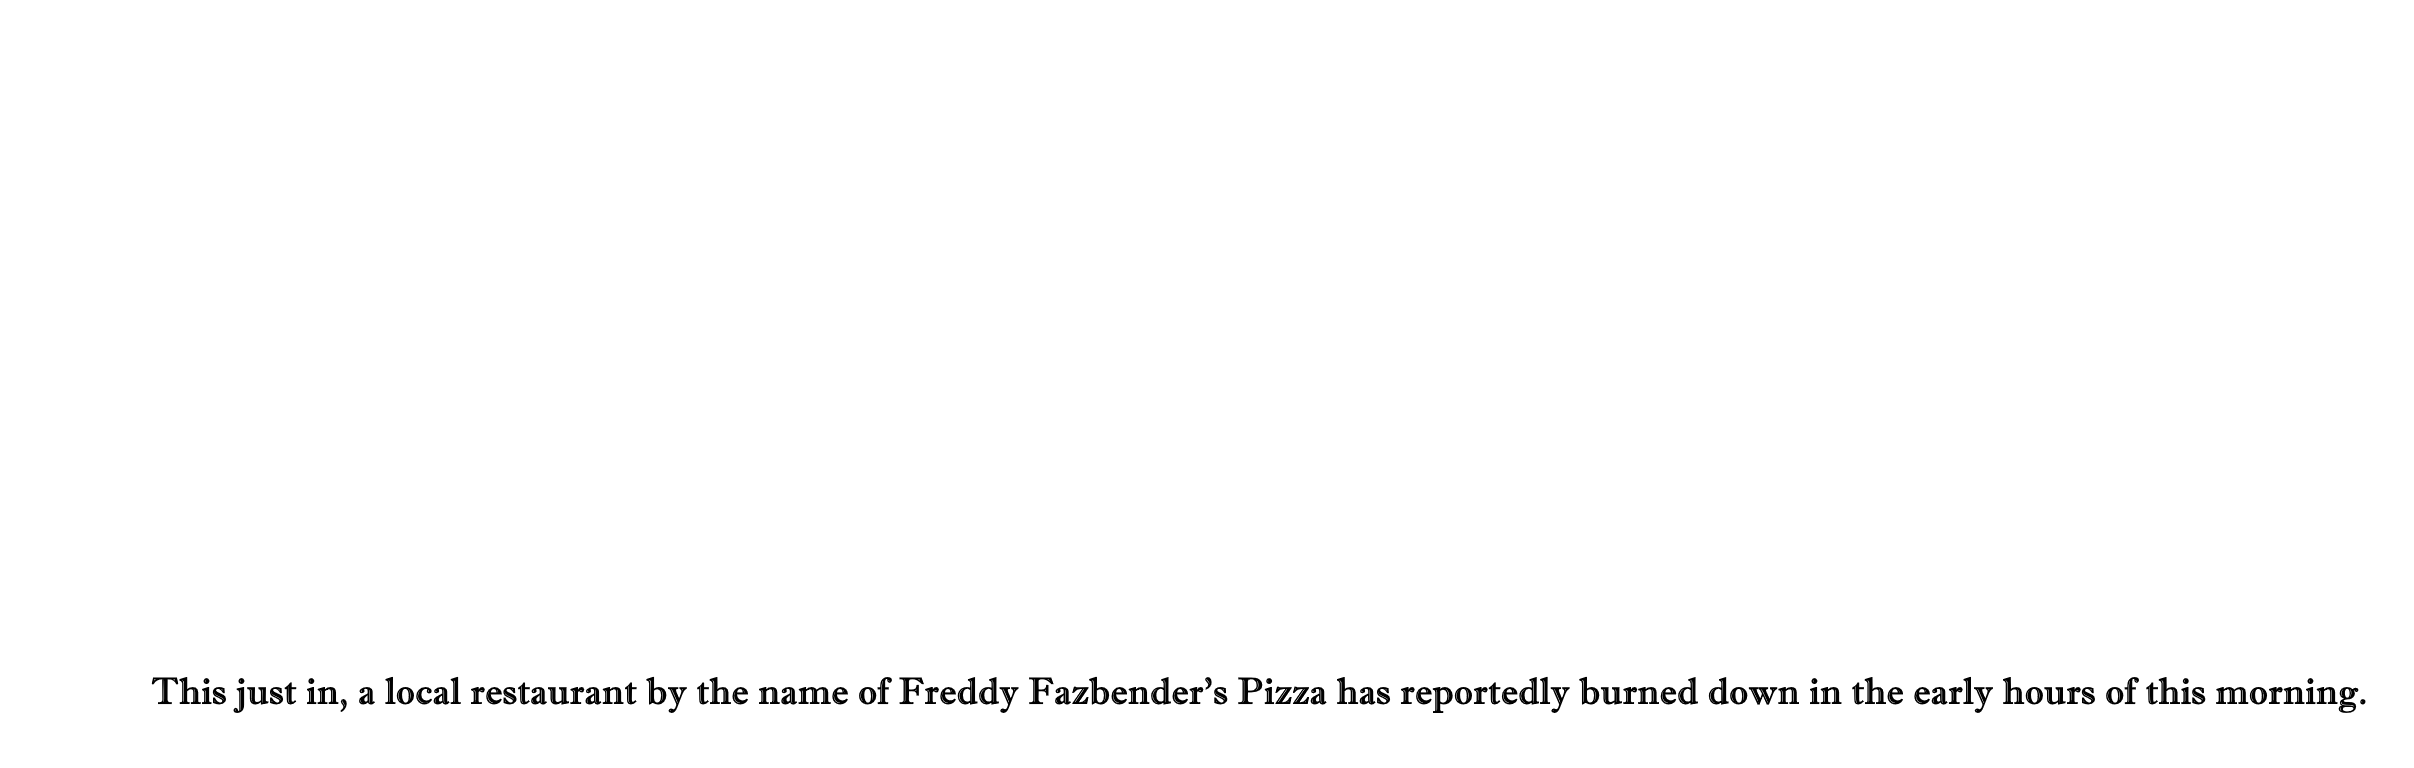 This just in, a local restaurant by the name of Freddy Fazbender’s Pizza has reportedly burned down in the early hours of this morning.